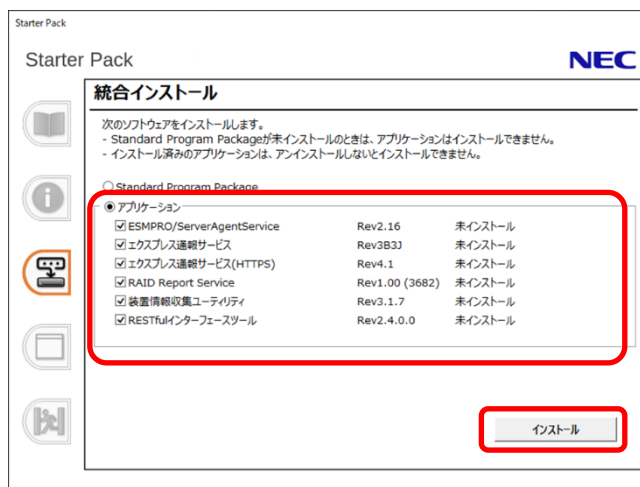 Starter Pack
Starter Pack NEC
統合インストール
次のソフトウェアをインストールします。
- Standard Program Packageが未インストールのときは、アプリケーションはインストールできません。
- インストール済みのアプリケーションは、アンインストールしないとインストールできません。
Standard Program Package
アプリケーション
ESMPRO/ServerAgentService Rev2.16 未インストール
エクスプレス通報サービス Rev3B3J 未インストール
エクスプレス通報サービス(HTTPS) Rev4.1 未インストール
RAID Report Service Rev1.00 (3682) 未インストール
装置情報収集ユーティリティ Rev3.1.7 未インストール
RESTfulインターフェースツール Rev2.4.0.0 未インストール
インストール